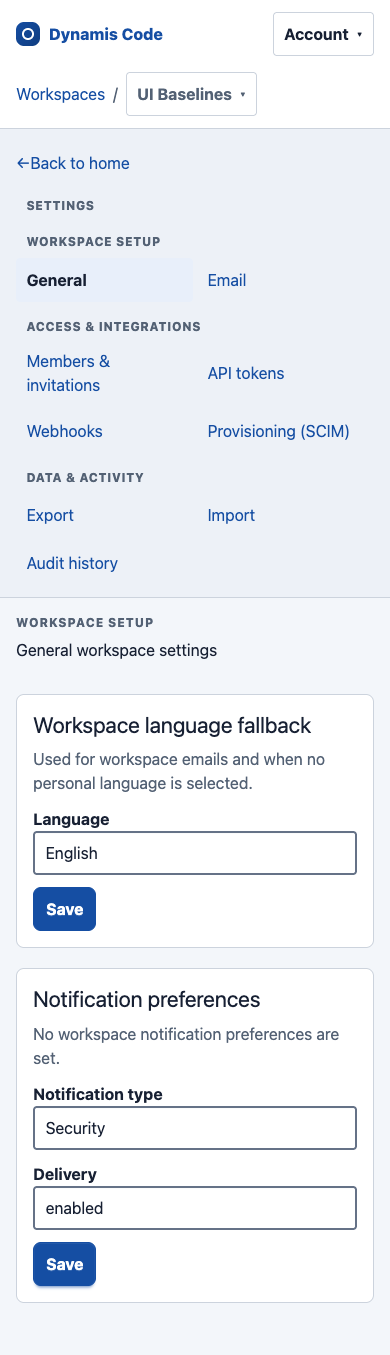 Dynamis Code
Account
Workspaces / UI Baselines
←Back to home
SETTINGS
WORKSPACE SETUP
General
Email
ACCESS & INTEGRATIONS
Members &
invitations
API tokens
Webhooks
Provisioning (SCIM)
DATA & ACTIVITY
Export
Import
Audit history
WORKSPACE SETUP
General workspace settings
Workspace language fallback
Used for workspace emails and when no
personal language is selected.
Language
English
Save
Notification preferences
No workspace notification preferences are
set.
Notification type
Security
Delivery
enabled
Save